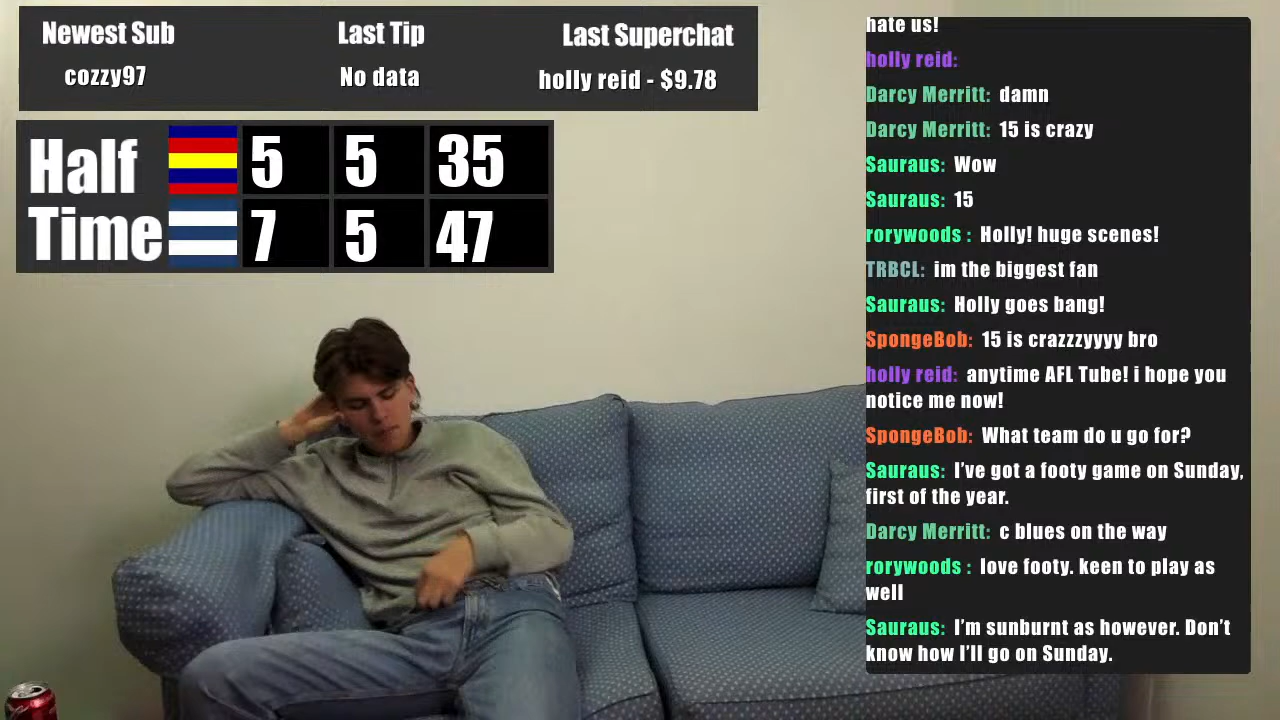 Newest Sub
Last Tip
Last Superchat
cozzy97
No data
holly reid - $9.78
Half
Time
5 5 35
7 5 47
hate us!
holly reid:
Darcy Merritt: damn
Darcy Merritt: 15 is crazy
Sauraus: Wow
Sauraus: 15
rorywoods : Holly! huge scenes!
TRBCL: im the biggest fan
Sauraus: Holly goes bang!
SpongeBob: 15 is crazzzyyyy bro
holly reid: anytime AFL Tube! i hope you
notice me now!
SpongeBob: What team do u go for?
Sauraus: I've got a footy game on Sunday,
first of the year.
Darcy Merritt: c blues on the way
rorywoods : love footy. keen to play as
well
Sauraus: I'm sunburnt as however. Don't
know how I'll go on Sunday.